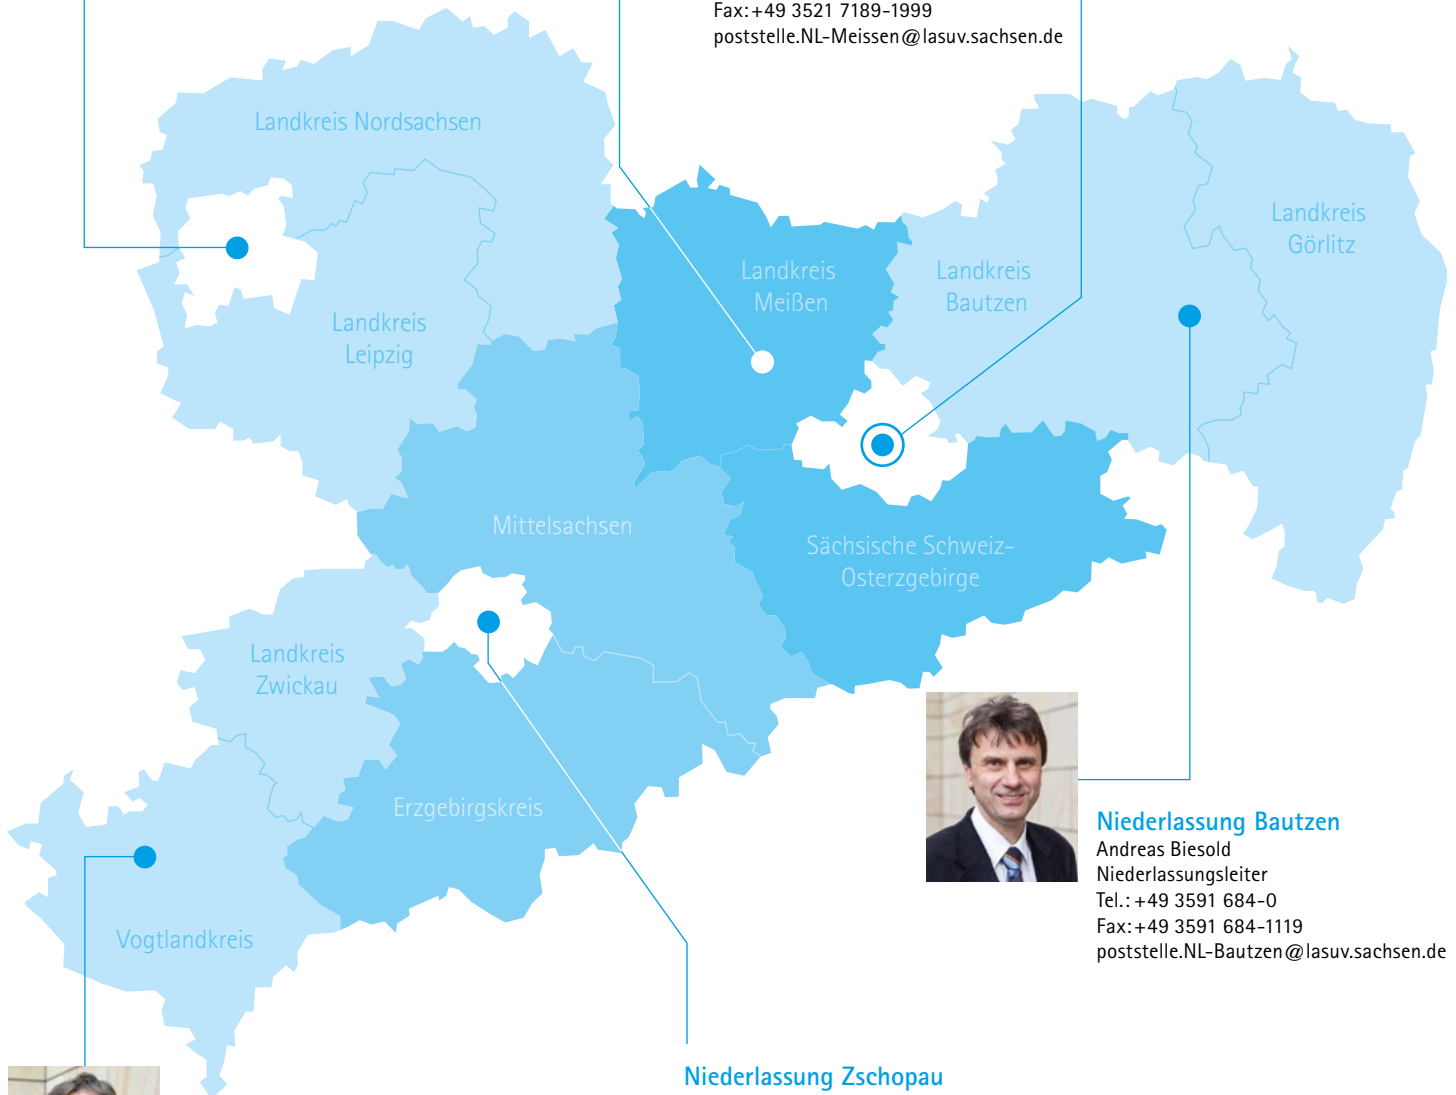 Fax:+49 3521 7189-1999
poststelle.NL-Meissen@lasuv.sachsen.de
Landkreis Nordsachsen
Landkreis
Görlitz
Landkreis
Meißen
Landkreis
Bautzen
Landkreis
Leipzig
Mittelsachsen
Sächsische Schweiz-
Osterzgebirge
Landkreis
Zwickau
Erzgebirgskreis
Vogtlandkreis
Niederlassung Bautzen
Andreas Biesold
Niederlassungsleiter
Tel.:+49 3591 684-0
Fax:+49 3591 684-1119
poststelle.NL-Bautzen@lasuv.sachsen.de
Niederlassung Zschopau